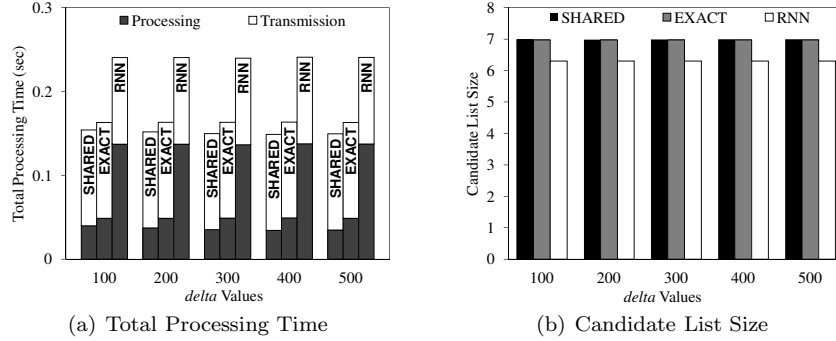 Processing Transmission
Total Processing Time (sec)
0.3
0.2
0.1
0
SHARED EXACT RNN SHARED EXACT RNN SHARED EXACT RNN SHARED EXACT RNN SHARED EXACT RNN
100 200 300 400 500
delta Values
(a) Total Processing Time
SHARED EXACT RNN
Candidate List Size
8
7
6
5
4
3
2
1
0
100 200 300 400 500
delta Values
(b) Candidate List Size